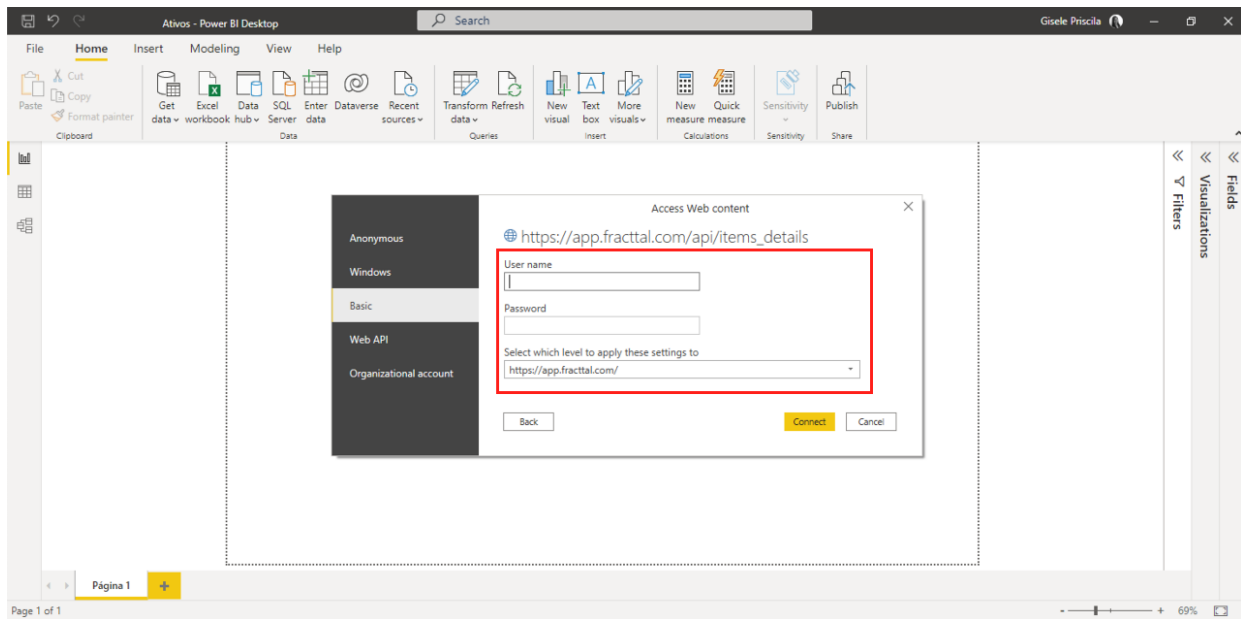 Ativos - Power BI Desktop
Search
Gisele Priscila
File Home Insert Modeling View Help
Paste
Cut
Copy
Format painter
Clipboard
Get data
Excel workbook
Data hub
SQL Server
Enter data
Dataverse
Recent sources
Data
Transform data
Refresh
Queries
New visual
Text box
More visuals
Insert
New measure
Quick measure
Calculations
Sensitivity
Sensitivity
Publish
Share
Filters
Visualizations
Fields
Access Web content
Anonymous
Windows
Basic
Web API
Organizational account
https://app.fracttal.com/api/items_details
User name
Password
Select which level to apply these settings to
https://app.fracttal.com/
Back
Connect
Cancel
Página 1
Page 1 of 1
69%